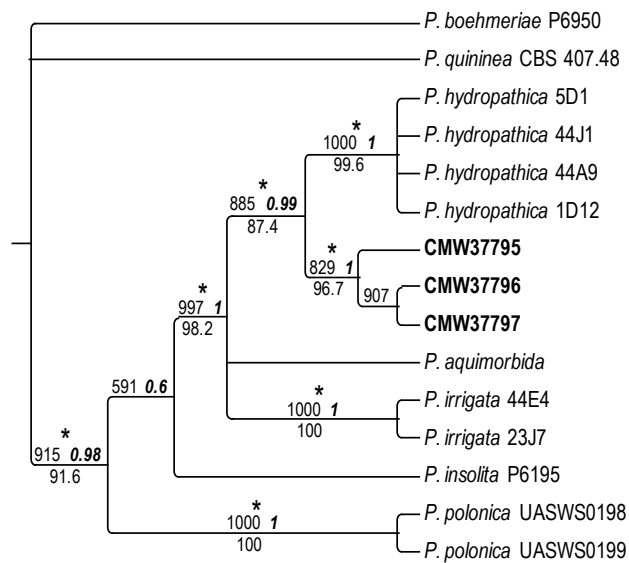 P. boehmeriae P6950
P. quininea CBS 407.48
P. hydropathica 5D1
* P. hydropathica 44J1
1000 1
99.6
P. hydropathica 44A9
*
885 0.99
87.4
P. hydropathica 1D12
CMW37795
*
829 1
96.7
CMW37796
907
CMW37797
*
997 1
98.2
P. aquimorbida
*
1000 1
100
P. irrigata 44E4
P. irrigata 23J7
591 0.6
*
915 0.98
91.6
P. insolita P6195
*
1000 1
100
P. polonica UASWS0198
P. polonica UASWS0199